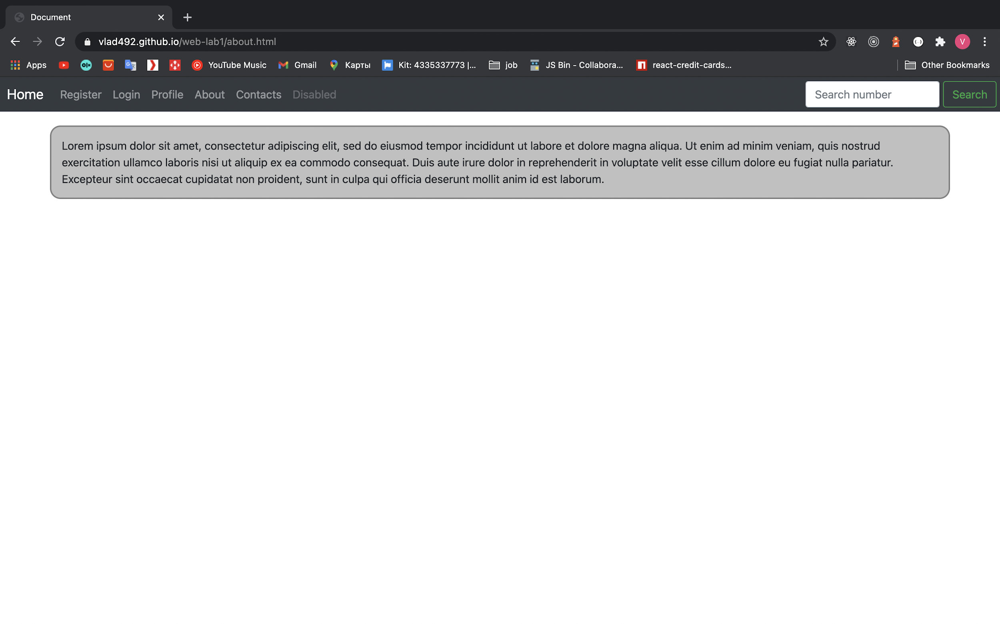 Document
vlad492.github.io/web-lab1/about.html
V
Apps YouTube Music Gmail Карты Kit: 4335337773 |... job JS Bin - Collabora... react-credit-cards... Other Bookmarks
Home Register Login Profile About Contacts Disabled Search number Search
Lorem ipsum dolor sit amet, consectetur adipiscing elit, sed do eiusmod tempor incididunt ut labore et dolore magna aliqua. Ut enim ad minim veniam, quis nostrud
exercitation ullamco laboris nisi ut aliquip ex ea commodo consequat. Duis aute irure dolor in reprehenderit in voluptate velit esse cillum dolore eu fugiat nulla pariatur.
Excepteur sint occaecat cupidatat non proident, sunt in culpa qui officia deserunt mollit anim id est laborum.